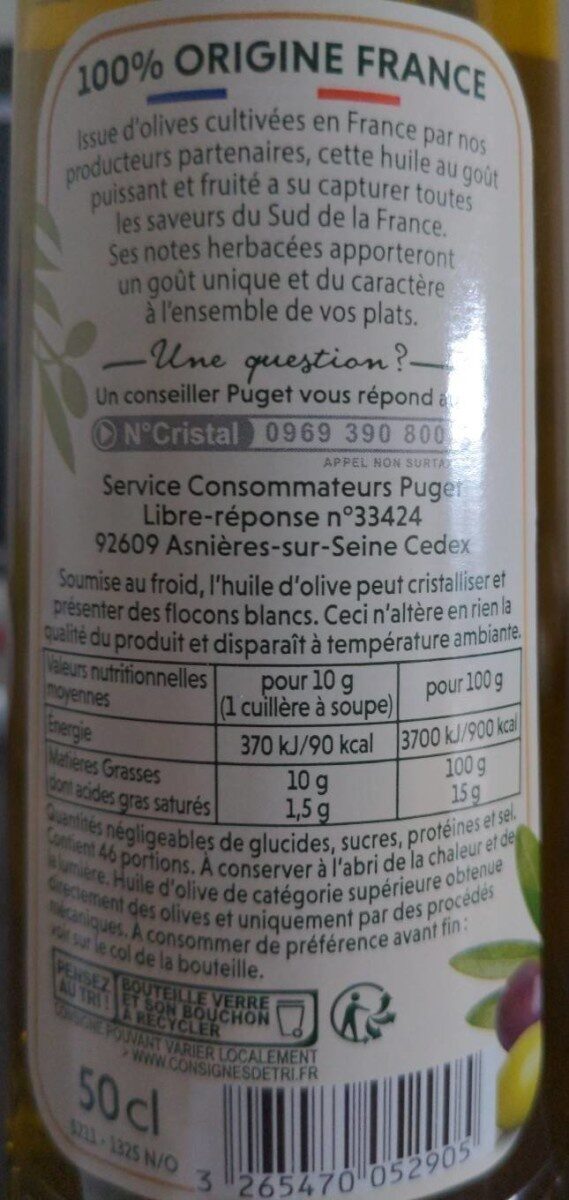 100% ORIGINE FRANCE
Issue d'olives cultivées en France par nos
producteurs partenaires, cette huile au goût
puissant et fruité a su capturer toutes
les saveurs du Sud de la France.
Ses notes herbacées apporteront
un goût unique et du caractère
à l'ensemble de vos plats.
Une question ?
Un conseiller Puget vous répond
N°Cristal 0969 390 800
APPEL NON SURTA
Service Consommateurs Puget
Libre-réponse n°33424
92609 Asnières-sur-Seine Cedex
Soumise au froid, l'huile d'olive peut cristalliser et
présenter des flocons blancs. Ceci n'altère en rien la
qualité du produit et disparaît à température ambiante.
Valeurs nutritionnelles moyennes pour 10 g (1 cuillère à soupe) pour 100 g
Energie 370 kJ/90 kcal 3700 kJ/900 kcal
Matières Grasses 10 g 100 g
dont acides gras saturés 1,5 g 15 g
Quantités négligeables de glucides, sucres, protéines et sel.
Contient 46 portions. À conserver à l'abri de la chaleur et de
la lumière. Huile d'olive de catégorie supérieure obtenue
directement des olives et uniquement par des procédés
mécaniques. À consommer de préférence avant fin :
voir sur le col de la bouteille.
PENSEZ AU TRI !
BOUTEILLE VERRE
ET SON BOUCHON
À RECYCLER
CONSIGNE POUVANT VARIER LOCALEMENT
> WWW.CONSIGNESDETRI.FR
50 cl
1325 N/O
3 265470 052905